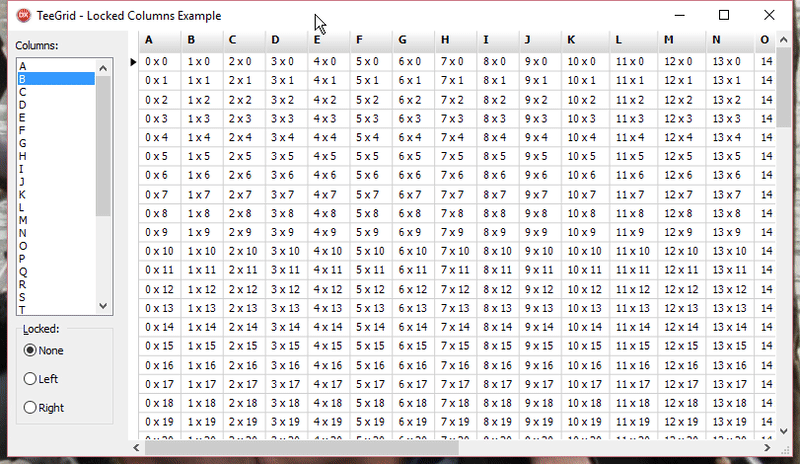 TeeGrid - Locked Columns Example
Columns:
A
B
C
D
E
F
G
H
I
J
K
L
M
N
O
P
Q
R
S
T
Locked:
None
Left
Right
A B C D E F G H I J K L M N O
0 x 0 1 x 0 2 x 0 3 x 0 4 x 0 5 x 0 6 x 0 7 x 0 8 x 0 9 x 0 10 x 0 11 x 0 12 x 0 13 x 0 14
0 x 1 1 x 1 2 x 1 3 x 1 4 x 1 5 x 1 6 x 1 7 x 1 8 x 1 9 x 1 10 x 1 11 x 1 12 x 1 13 x 1 14
0 x 2 1 x 2 2 x 2 3 x 2 4 x 2 5 x 2 6 x 2 7 x 2 8 x 2 9 x 2 10 x 2 11 x 2 12 x 2 13 x 2 14
0 x 3 1 x 3 2 x 3 3 x 3 4 x 3 5 x 3 6 x 3 7 x 3 8 x 3 9 x 3 10 x 3 11 x 3 12 x 3 13 x 3 14
0 x 4 1 x 4 2 x 4 3 x 4 4 x 4 5 x 4 6 x 4 7 x 4 8 x 4 9 x 4 10 x 4 11 x 4 12 x 4 13 x 4 14
0 x 5 1 x 5 2 x 5 3 x 5 4 x 5 5 x 5 6 x 5 7 x 5 8 x 5 9 x 5 10 x 5 11 x 5 12 x 5 13 x 5 14
0 x 6 1 x 6 2 x 6 3 x 6 4 x 6 5 x 6 6 x 6 7 x 6 8 x 6 9 x 6 10 x 6 11 x 6 12 x 6 13 x 6 14
0 x 7 1 x 7 2 x 7 3 x 7 4 x 7 5 x 7 6 x 7 7 x 7 8 x 7 9 x 7 10 x 7 11 x 7 12 x 7 13 x 7 14
0 x 8 1 x 8 2 x 8 3 x 8 4 x 8 5 x 8 6 x 8 7 x 8 8 x 8 9 x 8 10 x 8 11 x 8 12 x 8 13 x 8 14
0 x 9 1 x 9 2 x 9 3 x 9 4 x 9 5 x 9 6 x 9 7 x 9 8 x 9 9 x 9 10 x 9 11 x 9 12 x 9 13 x 9 14
0 x 10 1 x 10 2 x 10 3 x 10 4 x 10 5 x 10 6 x 10 7 x 10 8 x 10 9 x 10 10 x 10 11 x 10 12 x 10 13 x 10 14
0 x 11 1 x 11 2 x 11 3 x 11 4 x 11 5 x 11 6 x 11 7 x 11 8 x 11 9 x 11 10 x 11 11 x 11 12 x 11 13 x 11 14
0 x 12 1 x 12 2 x 12 3 x 12 4 x 12 5 x 12 6 x 12 7 x 12 8 x 12 9 x 12 10 x 12 11 x 12 12 x 12 13 x 12 14
0 x 13 1 x 13 2 x 13 3 x 13 4 x 13 5 x 13 6 x 13 7 x 13 8 x 13 9 x 13 10 x 13 11 x 13 12 x 13 13 x 13 14
0 x 14 1 x 14 2 x 14 3 x 14 4 x 14 5 x 14 6 x 14 7 x 14 8 x 14 9 x 14 10 x 14 11 x 14 12 x 14 13 x 14 14
0 x 15 1 x 15 2 x 15 3 x 15 4 x 15 5 x 15 6 x 15 7 x 15 8 x 15 9 x 15 10 x 15 11 x 15 12 x 15 13 x 15 14
0 x 16 1 x 16 2 x 16 3 x 16 4 x 16 5 x 16 6 x 16 7 x 16 8 x 16 9 x 16 10 x 16 11 x 16 12 x 16 13 x 16 14
0 x 17 1 x 17 2 x 17 3 x 17 4 x 17 5 x 17 6 x 17 7 x 17 8 x 17 9 x 17 10 x 17 11 x 17 12 x 17 13 x 17 14
0 x 18 1 x 18 2 x 18 3 x 18 4 x 18 5 x 18 6 x 18 7 x 18 8 x 18 9 x 18 10 x 18 11 x 18 12 x 18 13 x 18 14
0 x 19 1 x 19 2 x 19 3 x 19 4 x 19 5 x 19 6 x 19 7 x 19 8 x 19 9 x 19 10 x 19 11 x 19 12 x 19 13 x 19 14